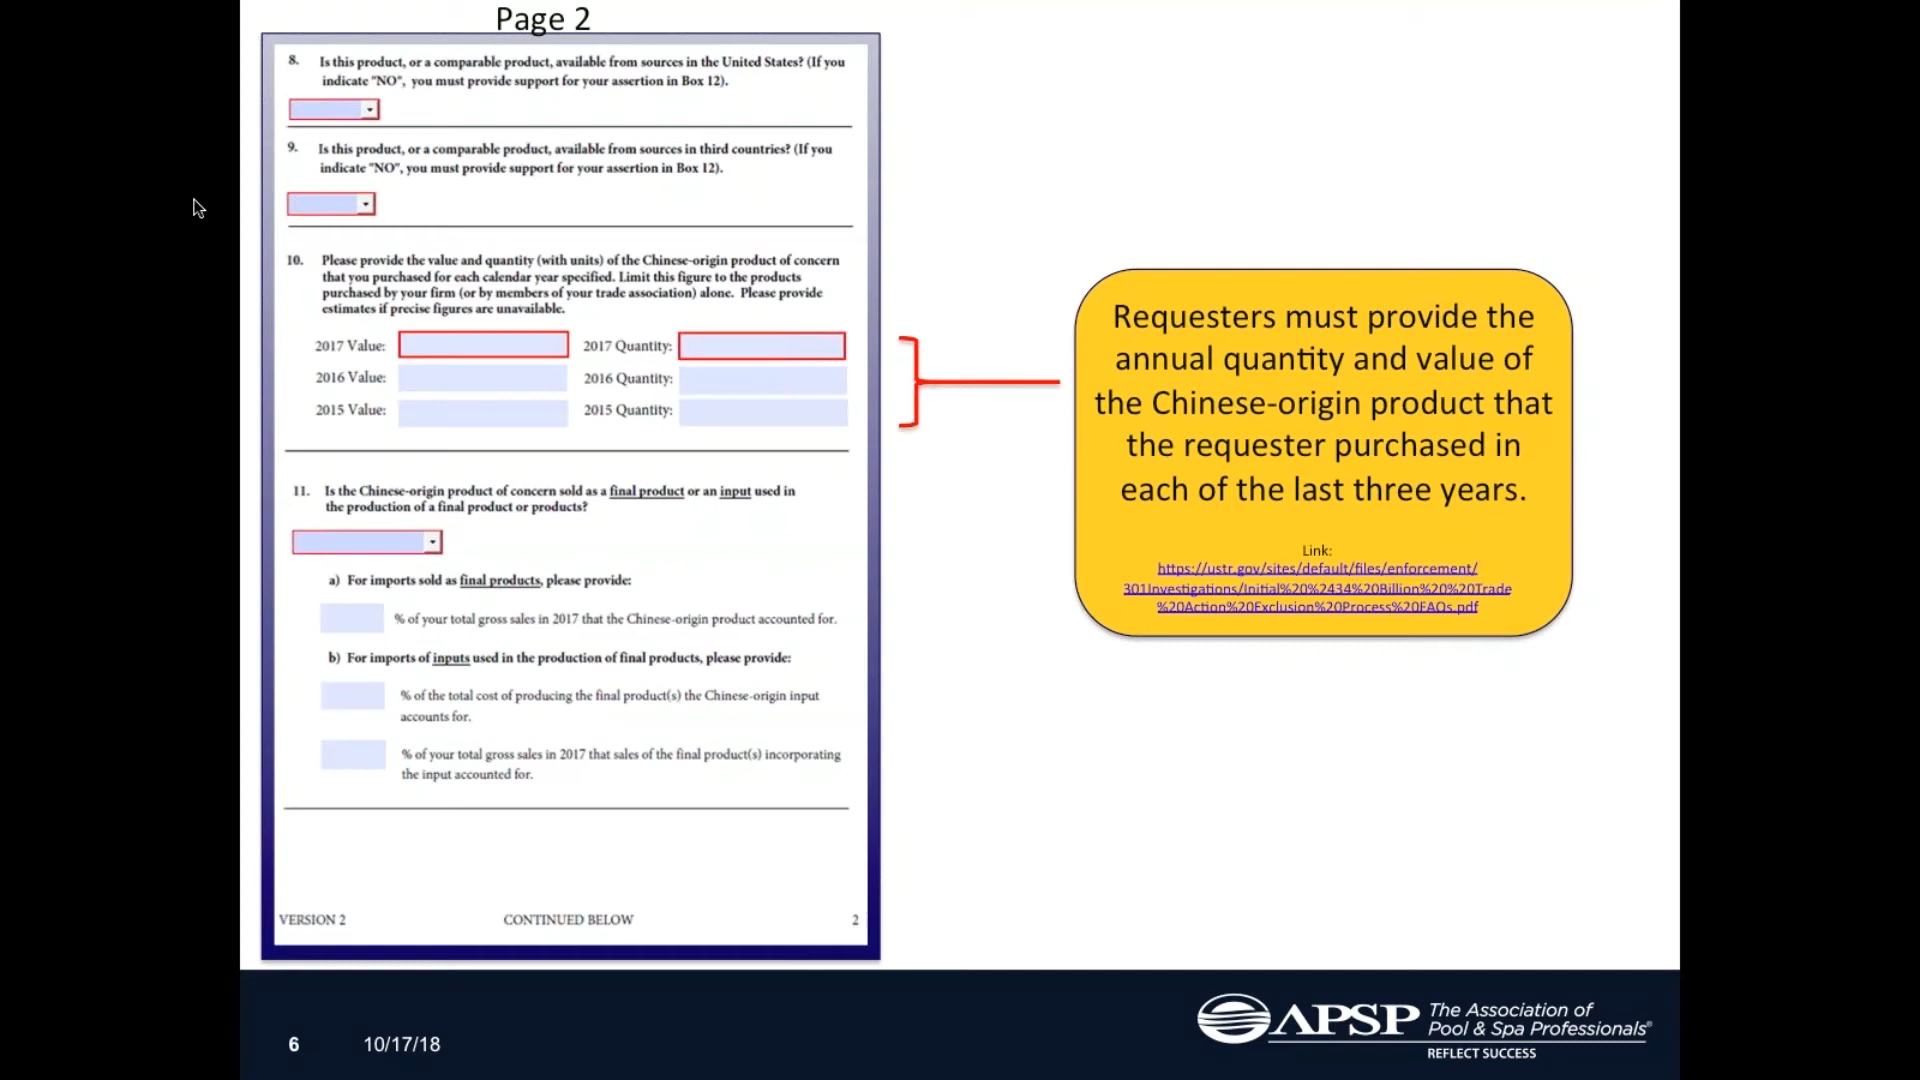 Page 2
8. Is this product, or a comparable product, available from sources in the United States? (If you
indicate "NO", you must provide support for your assertion in Box 12).
9. Is this product, or a comparable product, available from sources in third countries? (If you
indicate "NO", you must provide support for your assertion in Box 12).
10. Please provide the value and quantity (with units) of the Chinese-origin product of concern
that you purchased for each calendar year specified. Limit this figure to the products
purchased by your firm (or by members of your trade association) alone. Please provide
estimates if precise figures are unavailable.
2017 Value: 2017 Quantity:
2016 Value: 2016 Quantity:
2015 Value: 2015 Quantity:
11. Is the Chinese-origin product of concern sold as a final product or an input used in
the production of a final product or products?
a) For imports sold as final products, please provide:
% of your total gross sales in 2017 that the Chinese-origin product accounted for.
b) For imports of inputs used in the production of final products, please provide:
% of the total cost of producing the final product(s) the Chinese-origin input
accounts for.
% of your total gross sales in 2017 that sales of the final product(s) incorporating
the input accounted for.
VERSION 2 CONTINUED BELOW 2
Requesters must provide the
annual quantity and value of
the Chinese-origin product that
the requester purchased in
each of the last three years.
Link:
https://ustr.gov/sites/default/files/enforcement/
301Investigations/Initial%20%2434%20Billion%20%20Trade
%20Action%20Exclusion%20Process%20FAQs.pdf
6 10/17/18
APSP The Association of
Pool & Spa Professionals®
REFLECT SUCCESS